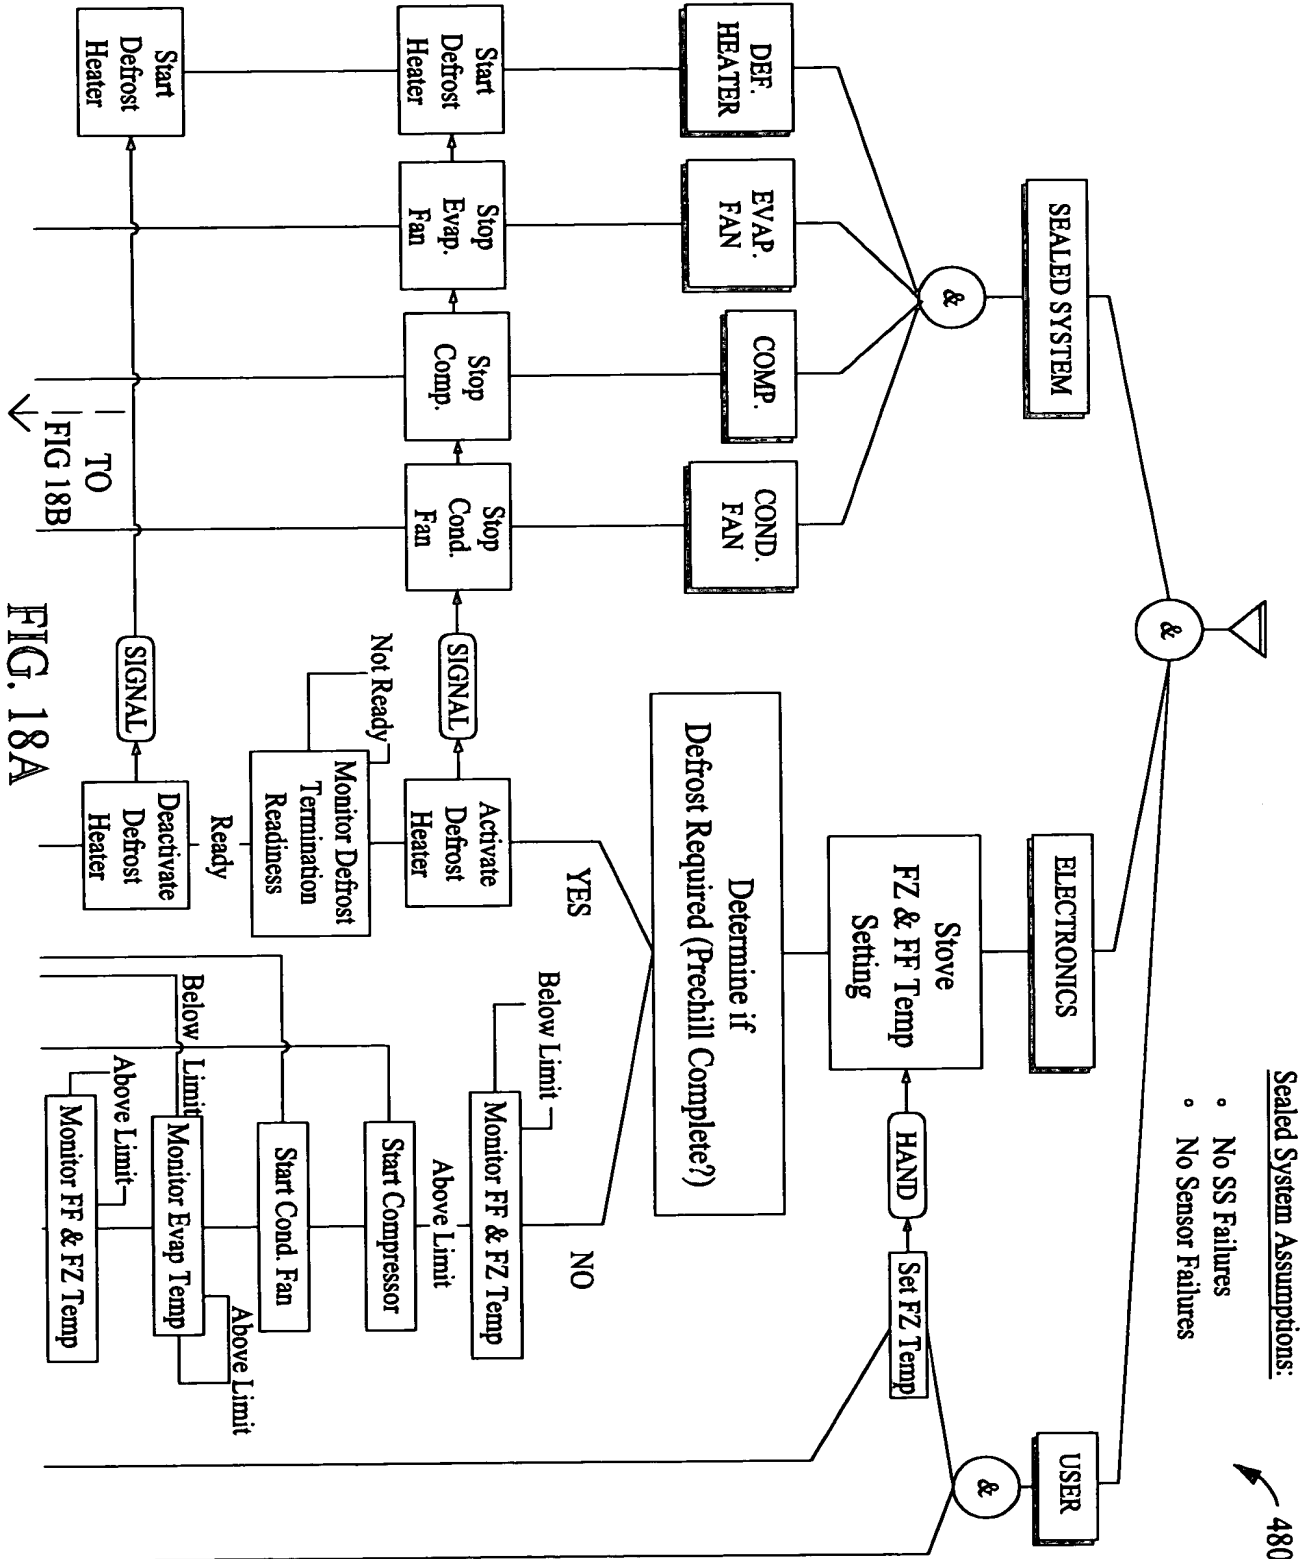 480
Sealed System Assumptions:
° No SS Failures
° No Sensor Failures
&
SEALED SYSTEM
ELECTRONICS
USER
&
&
DEF.
HEATER
EVAP.
FAN
COMP.
COND.
FAN
Stove
FZ & FF Temp
Setting
HAND
Set FZ Temp
Determine if
Defrost Required (Prechill Complete?)
YES
NO
Start
Defrost
Heater
Stop
Evap.
Fan
Stop
Comp.
Stop
Cond.
Fan
SIGNAL
Activate
Defrost
Heater
Below Limit
Monitor FF & FZ Temp
Above Limit
Not Ready
Monitor Defrost
Termination
Readiness
Start Compressor
Ready
Start Cond. Fan
Above Limit
Below Limit
Monitor Evap Temp
Start
Defrost
Heater
SIGNAL
Deactivate
Defrost
Heater
Above Limit
Monitor FF & FZ Temp
TO
FIG 18B
FIG. 18A